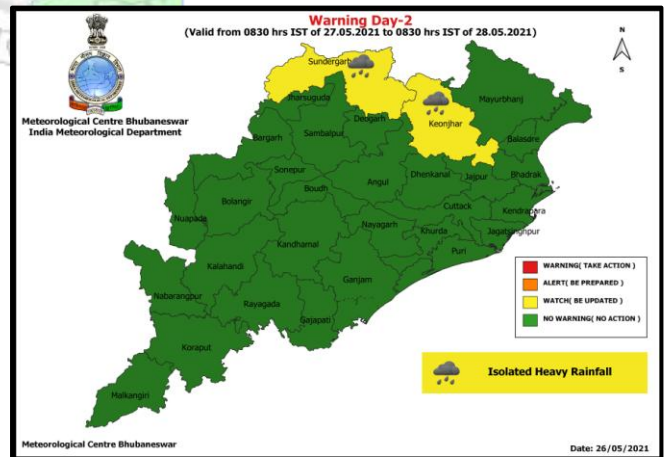 Warning Day-2
(Valid from 0830 hrs IST of 27.05.2021 to 0830 hrs IST of 28.05.2021)
N
S
Meteorological Centre Bhubaneswar
India Meteorological Department
Sundergarh
Jharsuguda
Mayurbhanj
Deogarh
Keonjhar
Sambalpur
Bargarh
Balasare
Sonepur
Dhenkanal
Jajpur
Bhadrak
Angul
Boudh
Bolangir
Cuttack
Kendrapara
Nuapada
Nayagarh
Khurda
Jagatsinghpur
Kandhamal
Puri
Kalahandi
Ganjam
Nabarangpur
Rayagada
Gajapati
Koraput
Malkangiri
WARNING( TAKE ACTION )
ALERT( BE PREPARED )
WATCH( BE UPDATED )
NO WARNING( NO ACTION )
Isolated Heavy Rainfall
Meteorological Centre Bhubaneswar
Date: 26/05/2021